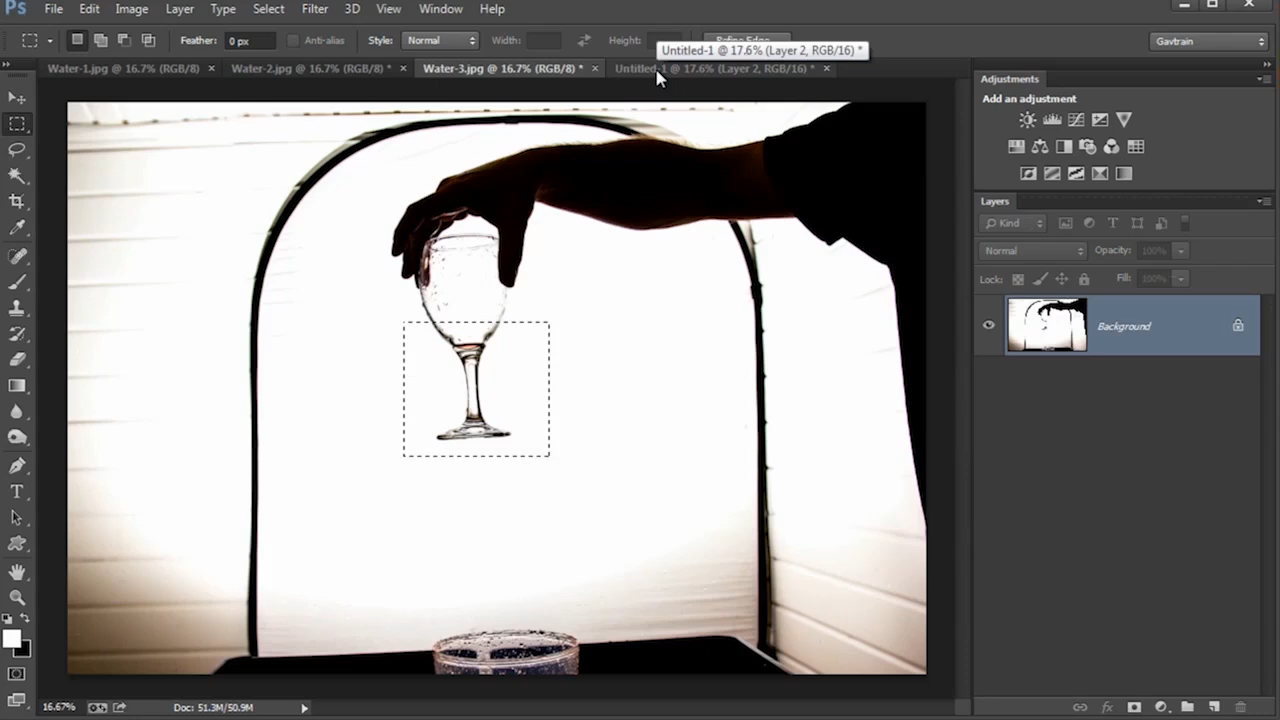 Ps File Edit Image Layer Type Select Filter 3D View Window Help
Feather: 0 px Anti-alias Style: Normal Width: Height: Gavtrain
Untitled-1 @ 17.6% (Layer 2, RGB/16) *
Water-1.jpg @ 16.7% (RGB/8) × Water-2.jpg @ 16.7% (RGB/8) * × Water-3.jpg @ 16.7% (RGB/8) * × Untitled-1 @ 17.6% (Layer 2, RGB/16) * ×
Adjustments
Add an adjustment
Layers
Kind
Normal Opacity: 100%
Lock: Fill: 100%
Background
16.67% Doc: 51.3M/50.9M